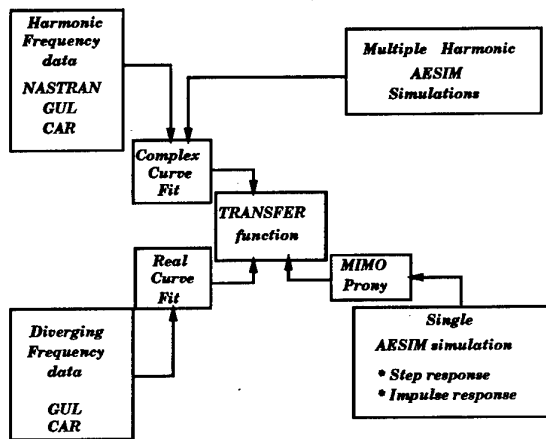 Harmonic
Frequency
data
NASTRAN
GUL
CAR
Multiple Harmonic
AESIM
Simulations
Complex
Curve
Fit
TRANSFER
function
Real
Curve
Fit
MIMO
Prony
Diverging
Frequency
data
GUL
CAR
Single
AESIM simulation
* Step response
* Impulse response